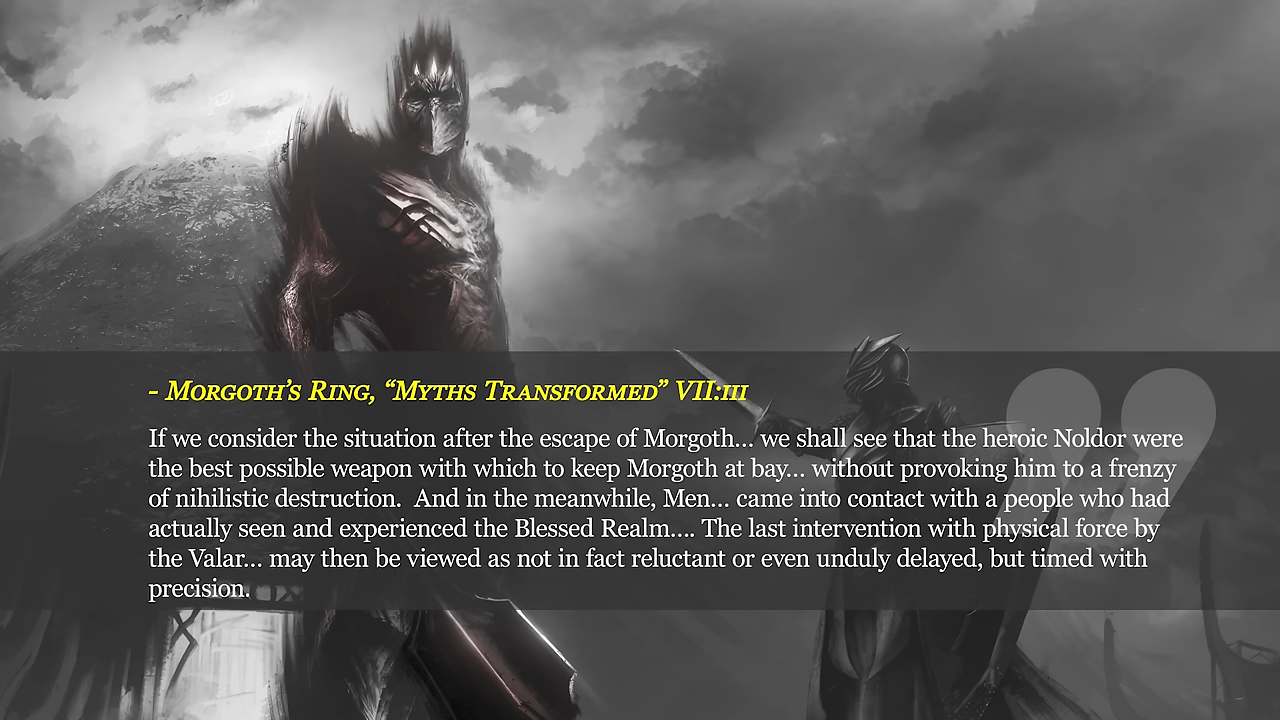 - Morgoth's Ring, “Myths Transformed” VII:iii
If we consider the situation after the escape of Morgoth… we shall see that the heroic Noldor were
the best possible weapon with which to keep Morgoth at bay… without provoking him to a frenzy
of nihilistic destruction.  And in the meanwhile, Men… came into contact with a people who had
actually seen and experienced the Blessed Realm…. The last intervention with physical force by
the Valar… may then be viewed as not in fact reluctant or even unduly delayed, but timed with
precision.